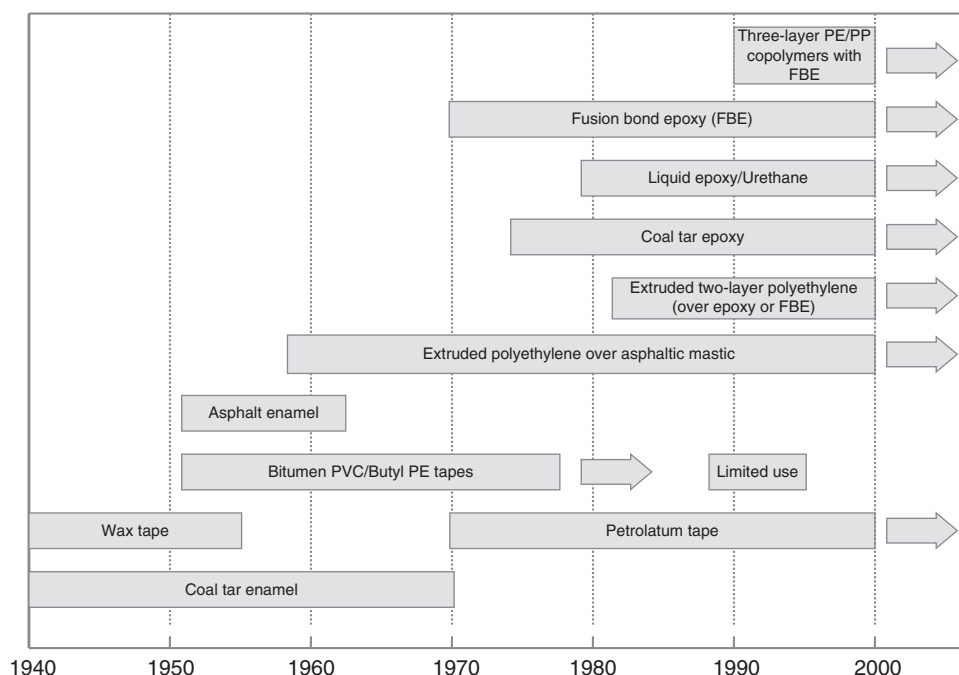 Three-layer PE/PP
copolymers with
FBE
Fusion bond epoxy (FBE)
Liquid epoxy/Urethane
Coal tar epoxy
Extruded two-layer polyethylene
(over epoxy or FBE)
Extruded polyethylene over asphaltic mastic
Asphalt enamel
Bitumen PVC/Butyl PE tapes
Limited use
Wax tape
Petrolatum tape
Coal tar enamel
1940 1950 1960 1970 1980 1990 2000